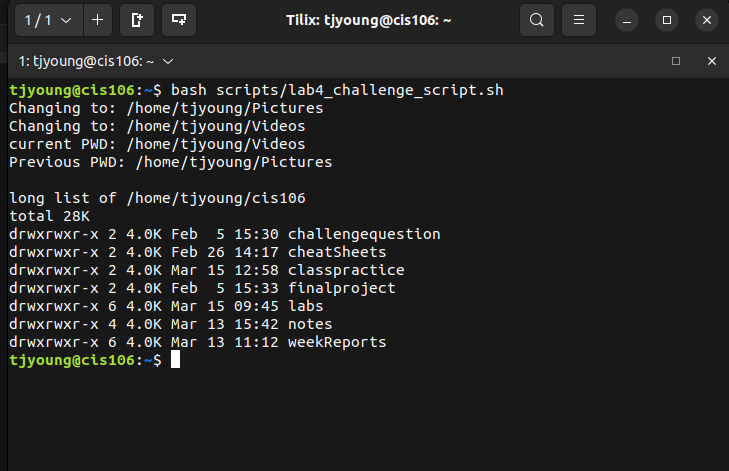 1 / 1
Tilix: tjyoung@cis106: ~
1: tjyoung@cis106: ~
tjyoung@cis106:~$ bash scripts/lab4_challenge_script.sh
Changing to: /home/tjyoung/Pictures
Changing to: /home/tjyoung/Videos
current PWD: /home/tjyoung/Videos
Previous PWD: /home/tjyoung/Pictures

long list of /home/tjyoung/cis106
total 28K
drwxrwxr-x 2 4.0K Feb  5 15:30 challengequestion
drwxrwxr-x 2 4.0K Feb 26 14:17 cheatSheets
drwxrwxr-x 2 4.0K Mar 15 12:58 classpractice
drwxrwxr-x 2 4.0K Feb  5 15:33 finalproject
drwxrwxr-x 6 4.0K Mar 15 09:45 labs
drwxrwxr-x 4 4.0K Mar 13 15:42 notes
drwxrwxr-x 6 4.0K Mar 13 11:12 weekReports
tjyoung@cis106:~$